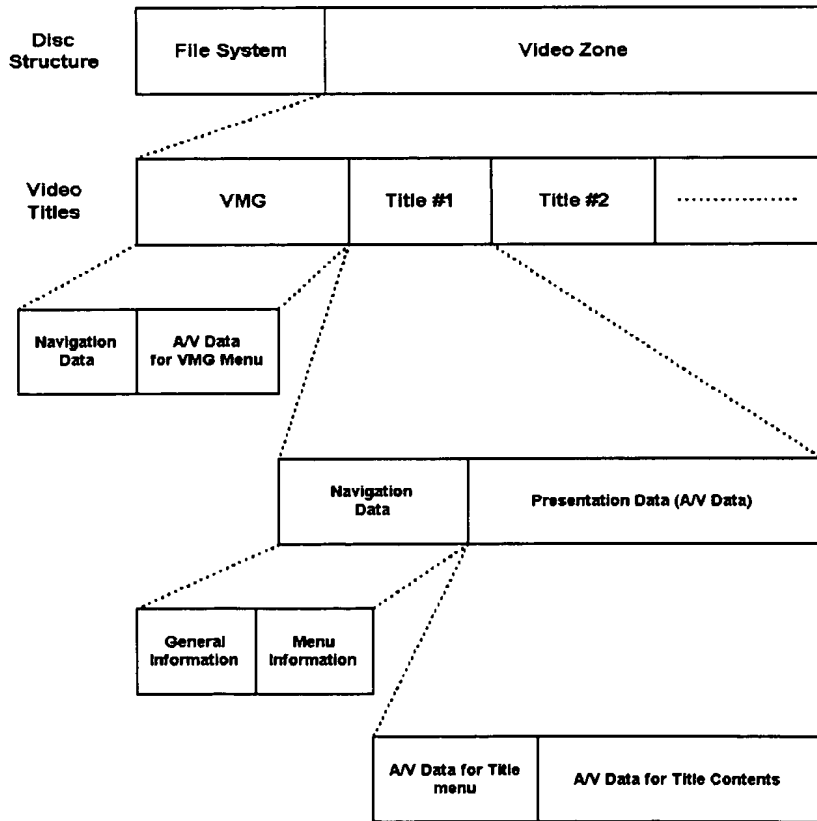 Disc
Structure
File System
Video Zone
Video
Titles
VMG
Title #1
Title #2
Navigation
Data
A/V Data
for VMG Menu
Navigation
Data
Presentation Data (A/V Data)
General
Information
Menu
Information
A/V Data for Title
menu
A/V Data for Title Contents